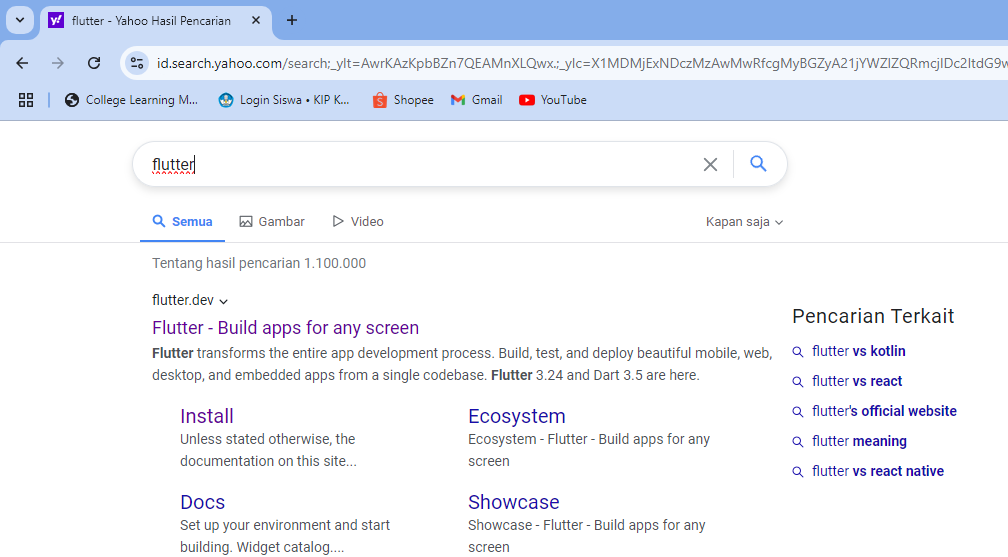 flutter - Yahoo Hasil Pencarian
id.search.yahoo.com/search;_ylt=AwrKAzKpbBZn7QEAMnXLQwx.;_ylc=X1MDMjExNDczMzAwMwRfcgMyBGZyA21jYWZlZQRmcjIDc2ItdG9w
College Learning M...
Login Siswa • KIP K...
Shopee
Gmail
YouTube
flutter
Semua
Gambar
Video
Kapan saja
Tentang hasil pencarian 1.100.000
flutter.dev
Flutter - Build apps for any screen
Flutter transforms the entire app development process. Build, test, and deploy beautiful mobile, web,
desktop, and embedded apps from a single codebase. Flutter 3.24 and Dart 3.5 are here.
Install
Unless stated otherwise, the
documentation on this site...
Ecosystem
Ecosystem - Flutter - Build apps for any
screen
Docs
Set up your environment and start
building. Widget catalog....
Showcase
Showcase - Flutter - Build apps for any
screen
Pencarian Terkait
flutter vs kotlin
flutter vs react
flutter's official website
flutter meaning
flutter vs react native